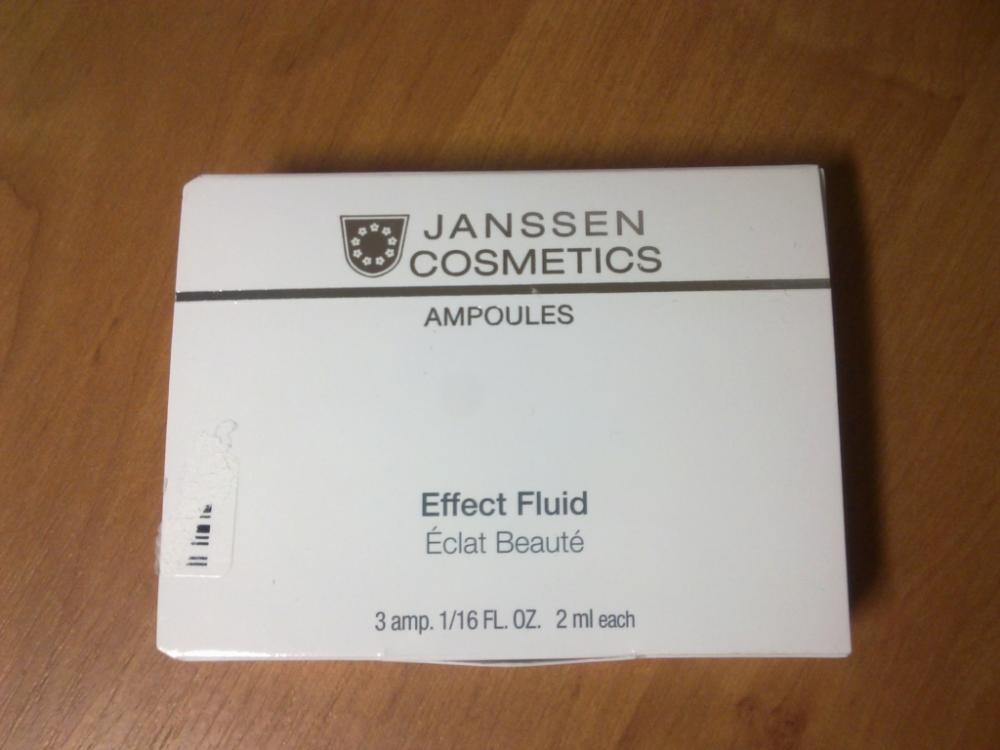 JANSSEN
COSMETICS
AMPOULES
Effect Fluid
Éclat Beauté
3 amp. 1/16 FL. OZ. 2 ml each